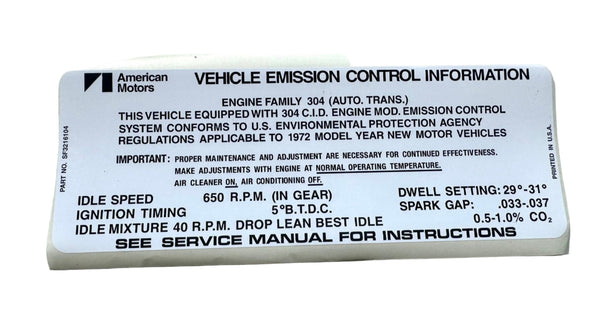 American
Motors
VEHICLE EMISSION CONTROL INFORMATION
ENGINE FAMILY 304 (AUTO. TRANS.)
THIS VEHICLE EQUIPPED WITH 304 C.I.D. ENGINE MOD. EMISSION CONTROL
SYSTEM CONFORMS TO U.S. ENVIRONMENTAL PROTECTION AGENCY
REGULATIONS APPLICABLE TO 1972 MODEL YEAR NEW MOTOR VEHICLES
IMPORTANT: PROPER MAINTENANCE AND ADJUSTMENT ARE NECESSARY FOR CONTINUED EFFECTIVENESS.
MAKE ADJUSTMENTS WITH ENGINE AT NORMAL OPERATING TEMPERATURE.
AIR CLEANER ON, AIR CONDITIONING OFF.
IDLE SPEED 650 R.P.M. (IN GEAR) DWELL SETTING: 29°-31°
IGNITION TIMING 5° B.T.D.C. SPARK GAP: .033-.037
IDLE MIXTURE 40 R.P.M. DROP LEAN BEST IDLE 0.5-1.0% CO₂
SEE SERVICE MANUAL FOR INSTRUCTIONS
PART NO. SF3216104
PRINTED IN U.S.A.